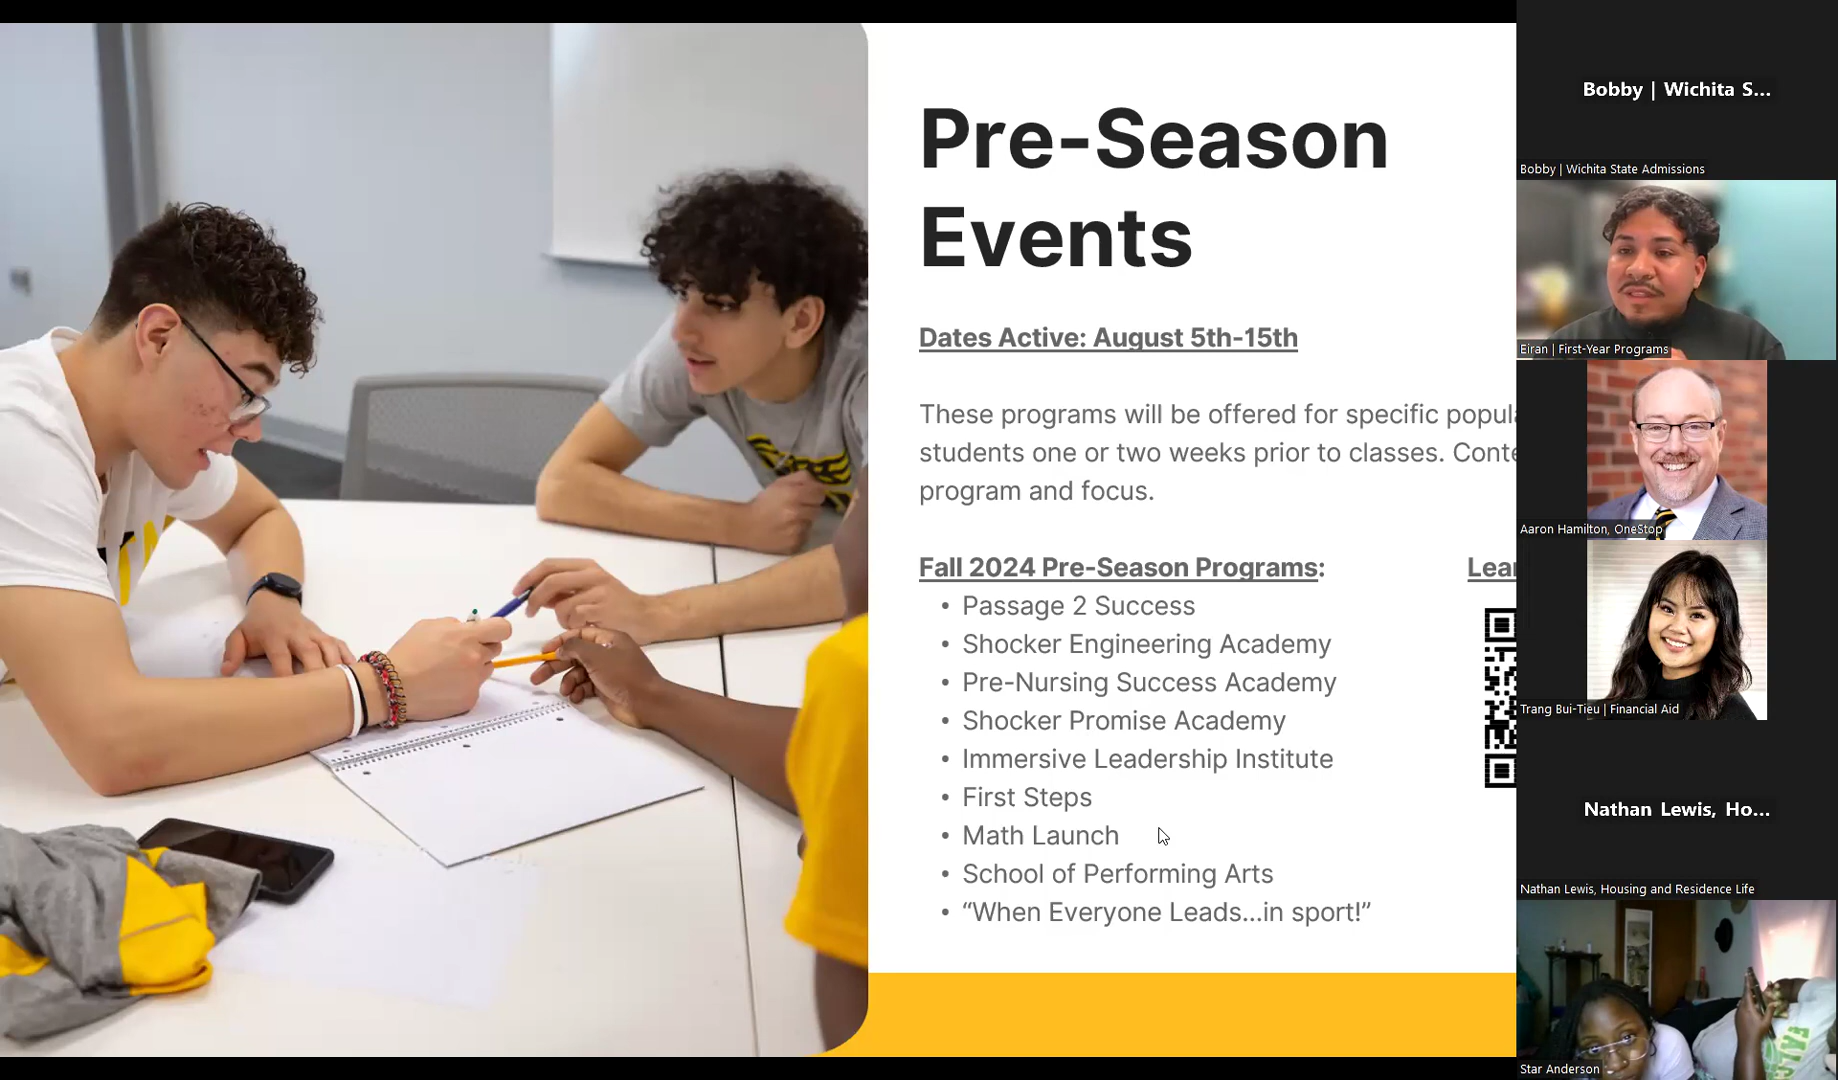 Pre-Season
Events
Dates Active: August 5th-15th
These programs will be offered for specific
students one or two weeks prior to classes.
program and focus.
Fall 2024 Pre-Season Programs:
• Passage 2 Success
• Shocker Engineering Academy
• Pre-Nursing Success Academy
• Shocker Promise Academy
• Immersive Leadership Institute
• First Steps
• Math Launch
• School of Performing Arts
• “When Everyone Leads...in sport!”
Bobby | Wichita S...
Bobby | Wichita State Admissions
Eiran | First-Year Programs
Aaron Hamilton, OneStop
Trang Bui-Tieu | Financial Aid
Nathan Lewis, Ho...
Nathan Lewis, Housing and Residence Life
Star Anderson